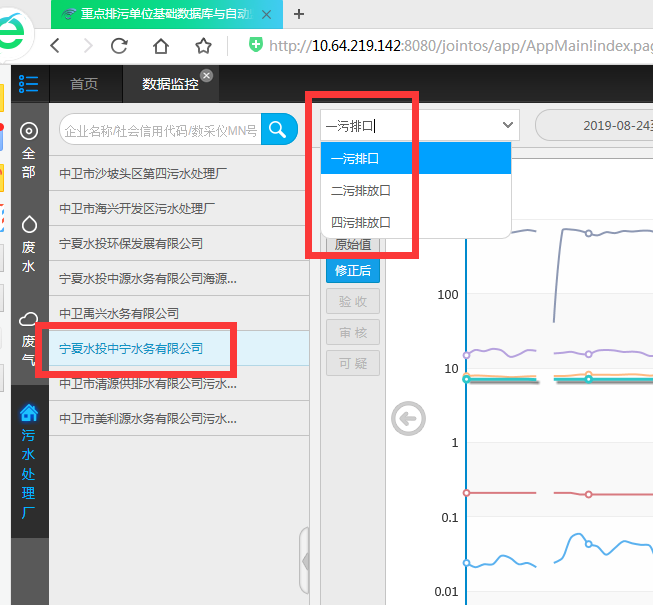 重点排污单位基础数据库与自动
http://10.64.219.142:8080/jointos/app/AppMain!index.pag
首页
数据监控
全部
废水
废气
污水处理厂
企业名称/社会信用代码/数采仪MN号
中卫市沙坡头区第四污水处理厂
中卫市海兴开发区污水处理厂
宁夏水投环保发展有限公司
宁夏水投中源水务有限公司海源...
中卫禹兴水务有限公司
宁夏水投中宁水务有限公司
中卫市清源供排水有限公司污水...
中卫市美利源水务有限公司污水...
一污排口
2019-08-24至
一污排口
二污排放口
四污排放口
原始值
修正后
验 收
审 核
可 疑
100
10
1
0.1
0.01